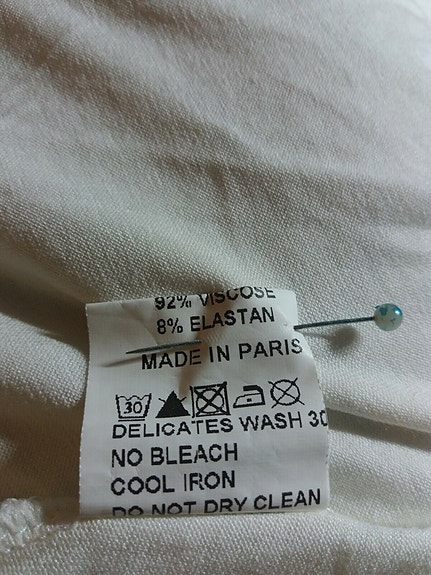 92% VISCOSE
8% ELASTAN
MADE IN PARIS
30
DELICATES WASH 30
NO BLEACH
COOL IRON
DO NOT DRY CLEAN